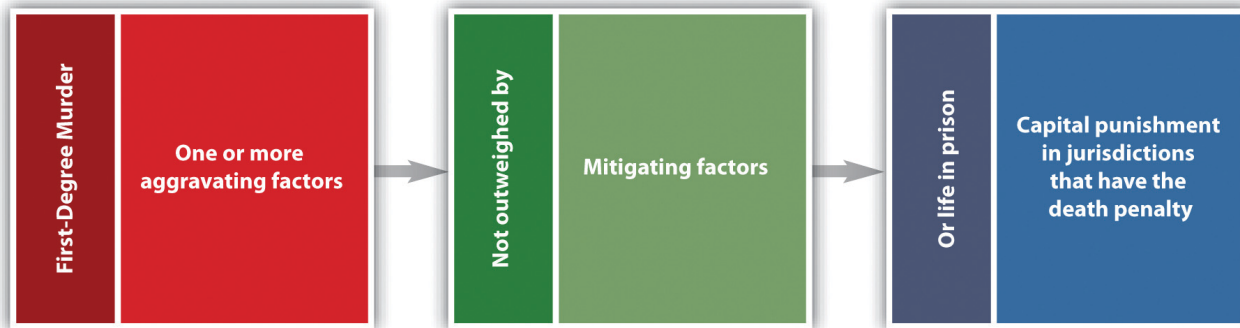 First-Degree Murder
One or more
aggravating factors
Not outweighed by
Mitigating factors
Or life in prison
Capital punishment
in jurisdictions
that have the
death penalty